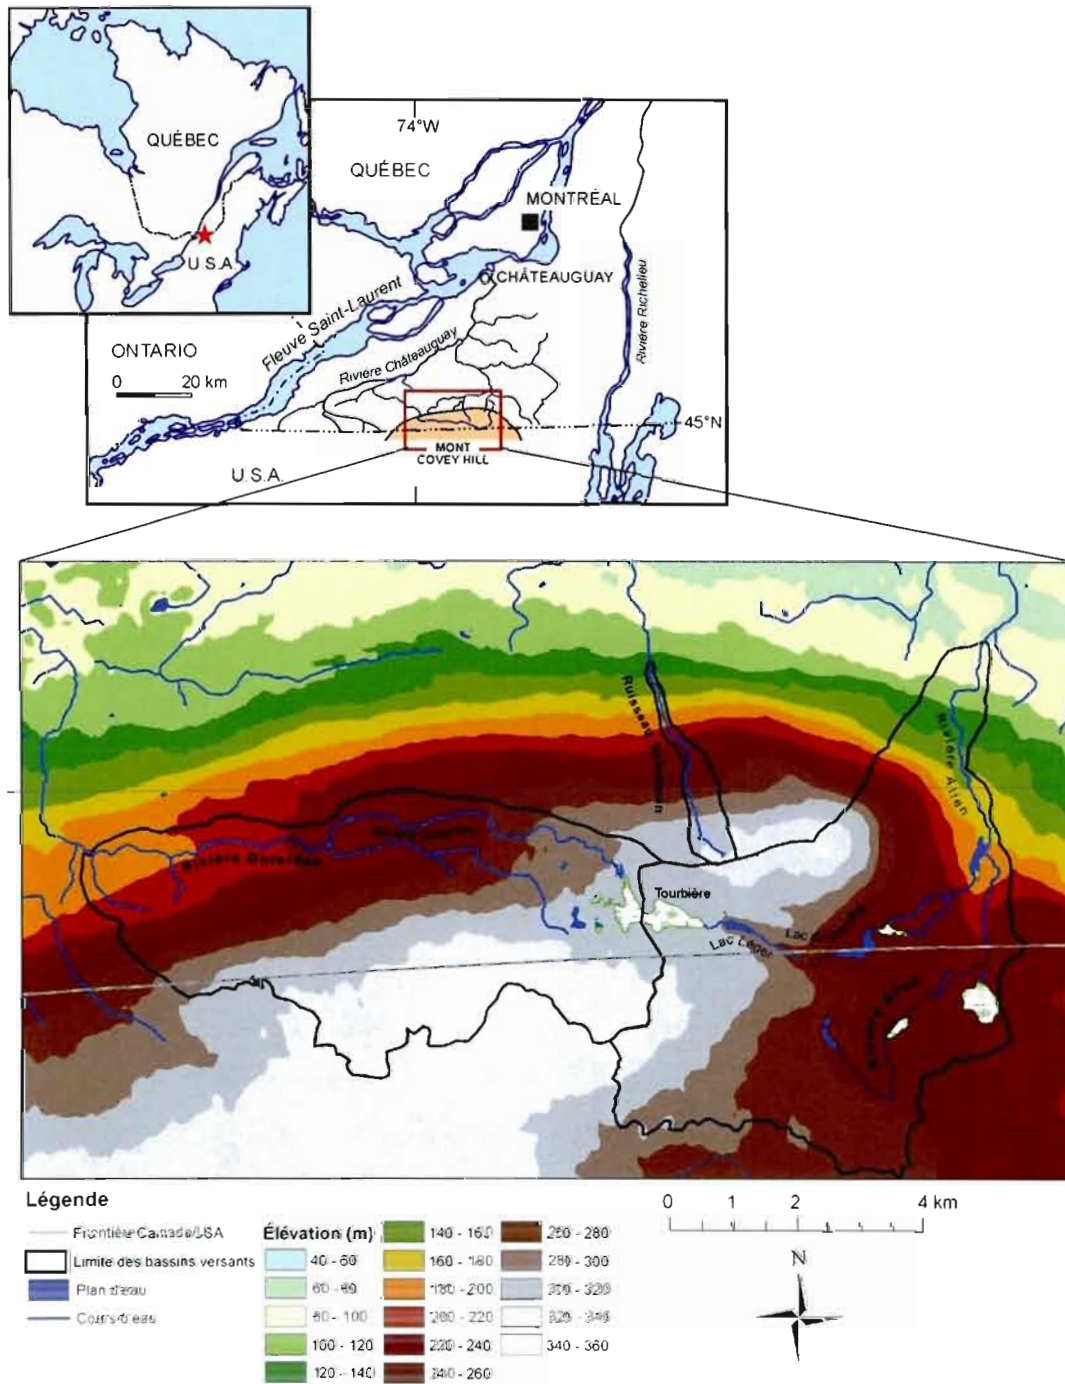 QUÉBEC
U.S.A.
74°W
QUÉBEC
MONTRÉAL
CHÂTEAUGUAY
Fleuve Saint-Laurent
Rivière Châteauguay
Rivière Richelieu
ONTARIO
0 20 km
45°N
MONT
COVEY HILL
U.S.A.
Ruisseau
Rivière Allen
Rivière Outardes
Tourbière
Lac Léger
Lac
Légende
Frontière Canada/USA
Limite des bassins versants
Plan d'eau
Cours d'eau
Élévation (m)
40 - 60
60 - 80
80 - 100
100 - 120
120 - 140
140 - 160
160 - 180
180 - 200
200 - 220
220 - 240
240 - 260
260 - 280
280 - 300
300 - 320
320 - 340
340 - 360
0 1 2 4 km
N